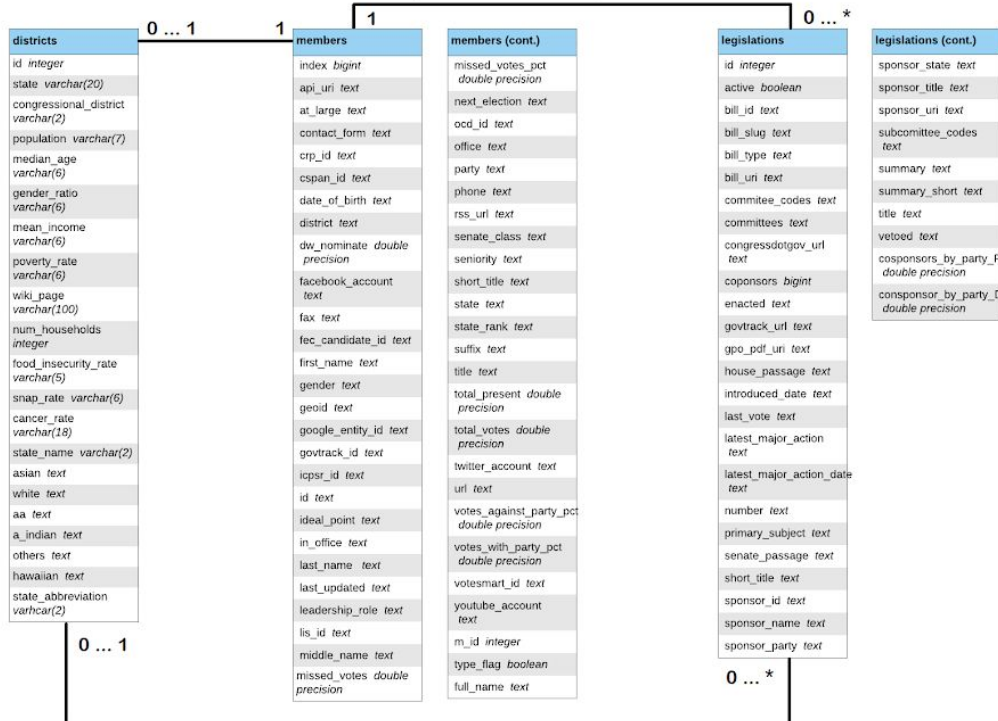 0 ... 1
1
1
0 ... *
districts
id integer
state varchar(20)
congressional_district
varchar(2)
population varchar(7)
median_age
varchar(6)
gender_ratio
varchar(6)
mean_income
varchar(6)
poverty_rate
varchar(6)
wiki_page
varchar(100)
num_households
integer
food_insecurity_rate
varchar(5)
snap_rate varchar(6)
cancer_rate
varchar(18)
state_name varchar(2)
asian text
white text
aa text
a_indian text
others text
hawaiian text
state_abbreviation
varhcar(2)
0 ... 1
members
index bigint
api_uri text
at_large text
contact_form text
crp_id text
cspan_id text
date_of_birth text
district text
dw_nominate double
precision
facebook_account
text
fax text
fec_candidate_id text
first_name text
gender text
geoid text
google_entity_id text
govtrack_id text
icpsr_id text
id text
ideal_point text
in_office text
last_name text
last_updated text
leadership_role text
lis_id text
middle_name text
missed_votes double
precision
members (cont.)
missed_votes_pct
double precision
next_election text
ocd_id text
office text
party text
phone text
rss_url text
senate_class text
seniority text
short_title text
state text
state_rank text
suffix text
title text
total_present double
precision
total_votes double
precision
twitter_account text
url text
votes_against_party_pct
double precision
votes_with_party_pct
double precision
votesmart_id text
youtube_account
text
m_id integer
type_flag boolean
full_name text
legislations
id integer
active boolean
bill_id text
bill_slug text
bill_type text
bill_uri text
commitee_codes text
committees text
congressdotgov_url
text
coponsors bigint
enacted text
govtrack_url text
gpo_pdf_uri text
house_passage text
introduced_date text
last_vote text
latest_major_action
text
latest_major_action_date
text
number text
primary_subject text
senate_passage text
short_title text
sponsor_id text
sponsor_name text
sponsor_party text
0 ... *
legislations (cont.)
sponsor_state text
sponsor_title text
sponsor_uri text
subcomittee_codes
text
summary text
summary_short text
title text
vetoed text
cosponsors_by_party_R
double precision
consponsor_by_party_D
double precision